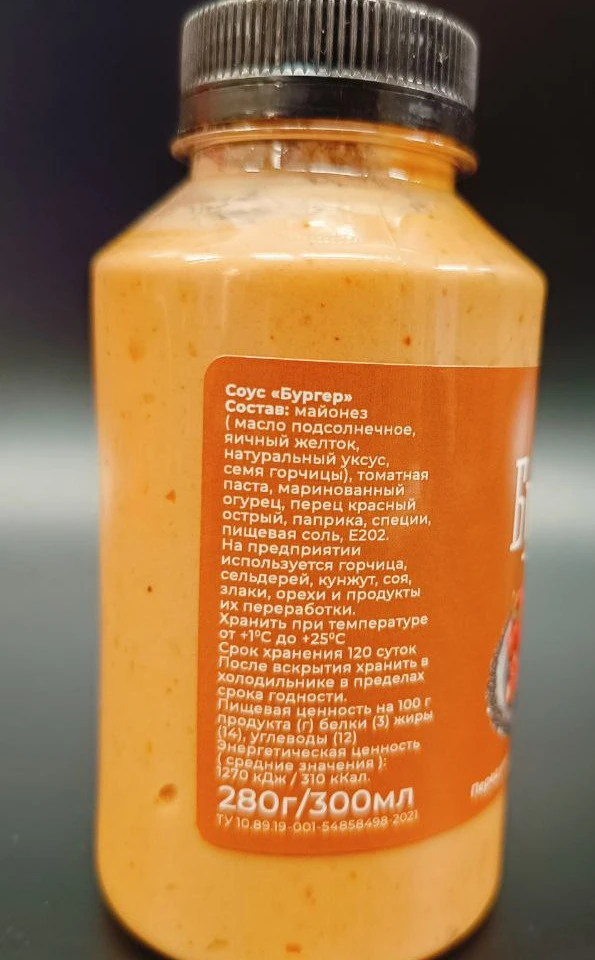 Соус «Бургер»
Состав: майонез
( масло подсолнечное,
яичный желток,
натуральный уксус,
семя горчицы), томатная
паста, маринованный
огурец, перец красный
острый, паприка, специи,
пищевая соль, Е202.
На предприятии
используется горчица,
сельдерей, кунжут, соя,
злаки, орехи и продукты
их переработки.
Хранить при температуре
от +1°С до +25°С
Срок хранения 120 суток
После вскрытия хранить в
холодильнике в пределах
срока годности.
Пищевая ценность на 100 г
продукта (г) белки (3) жиры
(14), углеводы (12)
Энергетическая ценность
( средние значения ):
1270 кДж / 310 кКал.
280г/300мл
ТУ 10.89.19-001-54858498-2021